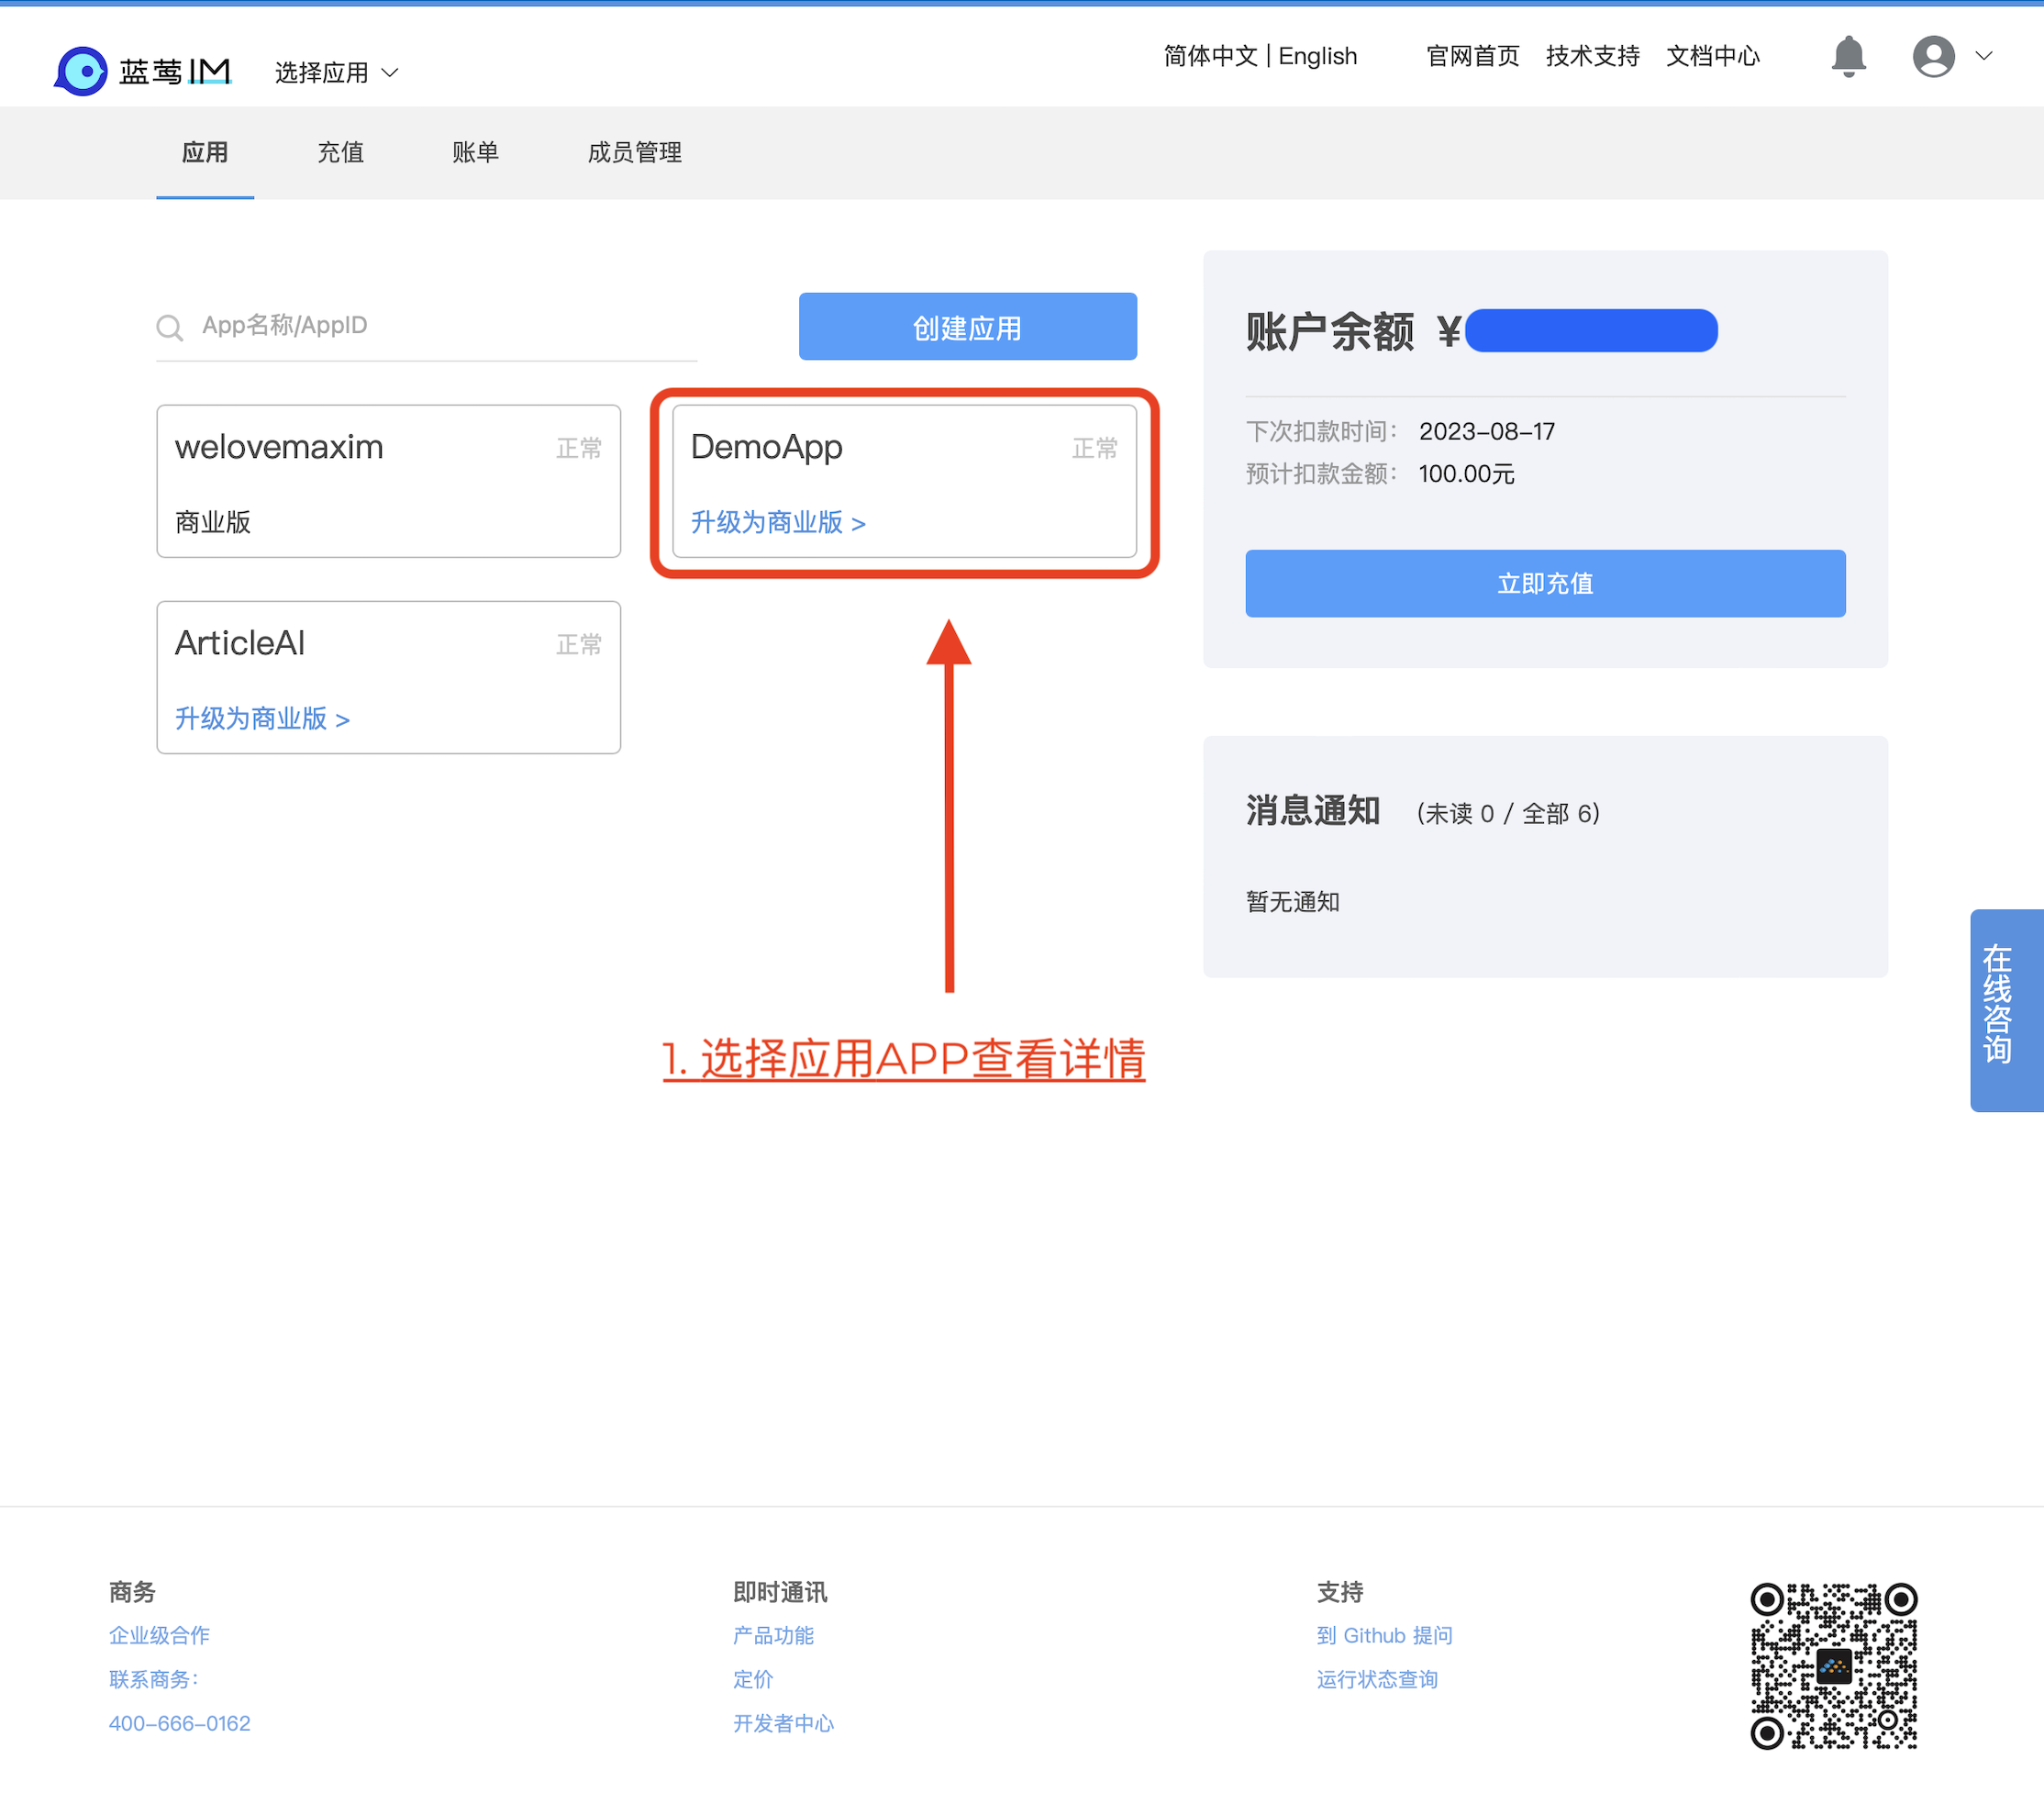 蓝莺IM
选择应用
简体中文 | English
官网首页
技术支持
文档中心
应用
充值
账单
成员管理
App名称/AppID
创建应用
welovemaxim
正常
商业版
DemoApp
正常
升级为商业版 >
ArticleAI
正常
升级为商业版 >
1. 选择应用APP查看详情
账户余额 ¥
下次扣款时间： 2023-08-17
预计扣款金额： 100.00元
立即充值
消息通知 (未读 0 / 全部 6)
暂无通知
在线咨询
商务
企业级合作
联系商务：
400-666-0162
即时通讯
产品功能
定价
开发者中心
支持
到 Github 提问
运行状态查询